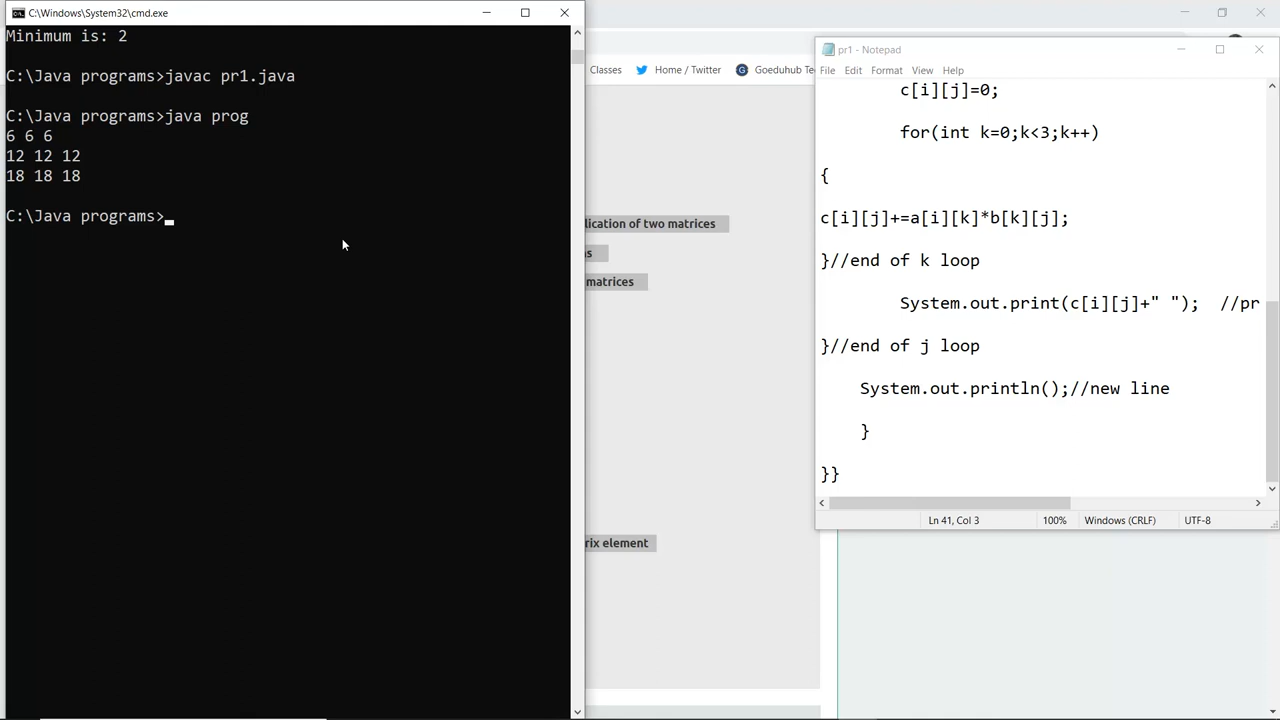 C:\Windows\System32\cmd.exe
Minimum is: 2
C:\Java programs>javac pr1.java
C:\Java programs>java prog
6 6 6
12 12 12
18 18 18
C:\Java programs>
Classes
Home / Twitter
Goeduhub Te
lication of two matrices
s
matrices
rix element
pr1 - Notepad
File Edit Format View Help
c[i][j]=0;
for(int k=0;k<3;k++)
{
c[i][j]+=a[i][k]*b[k][j];
}//end of k loop
System.out.print(c[i][j]+" "); //pr
}//end of j loop
System.out.println();//new line
}
}}
Ln 41, Col 3
100%
Windows (CRLF)
UTF-8